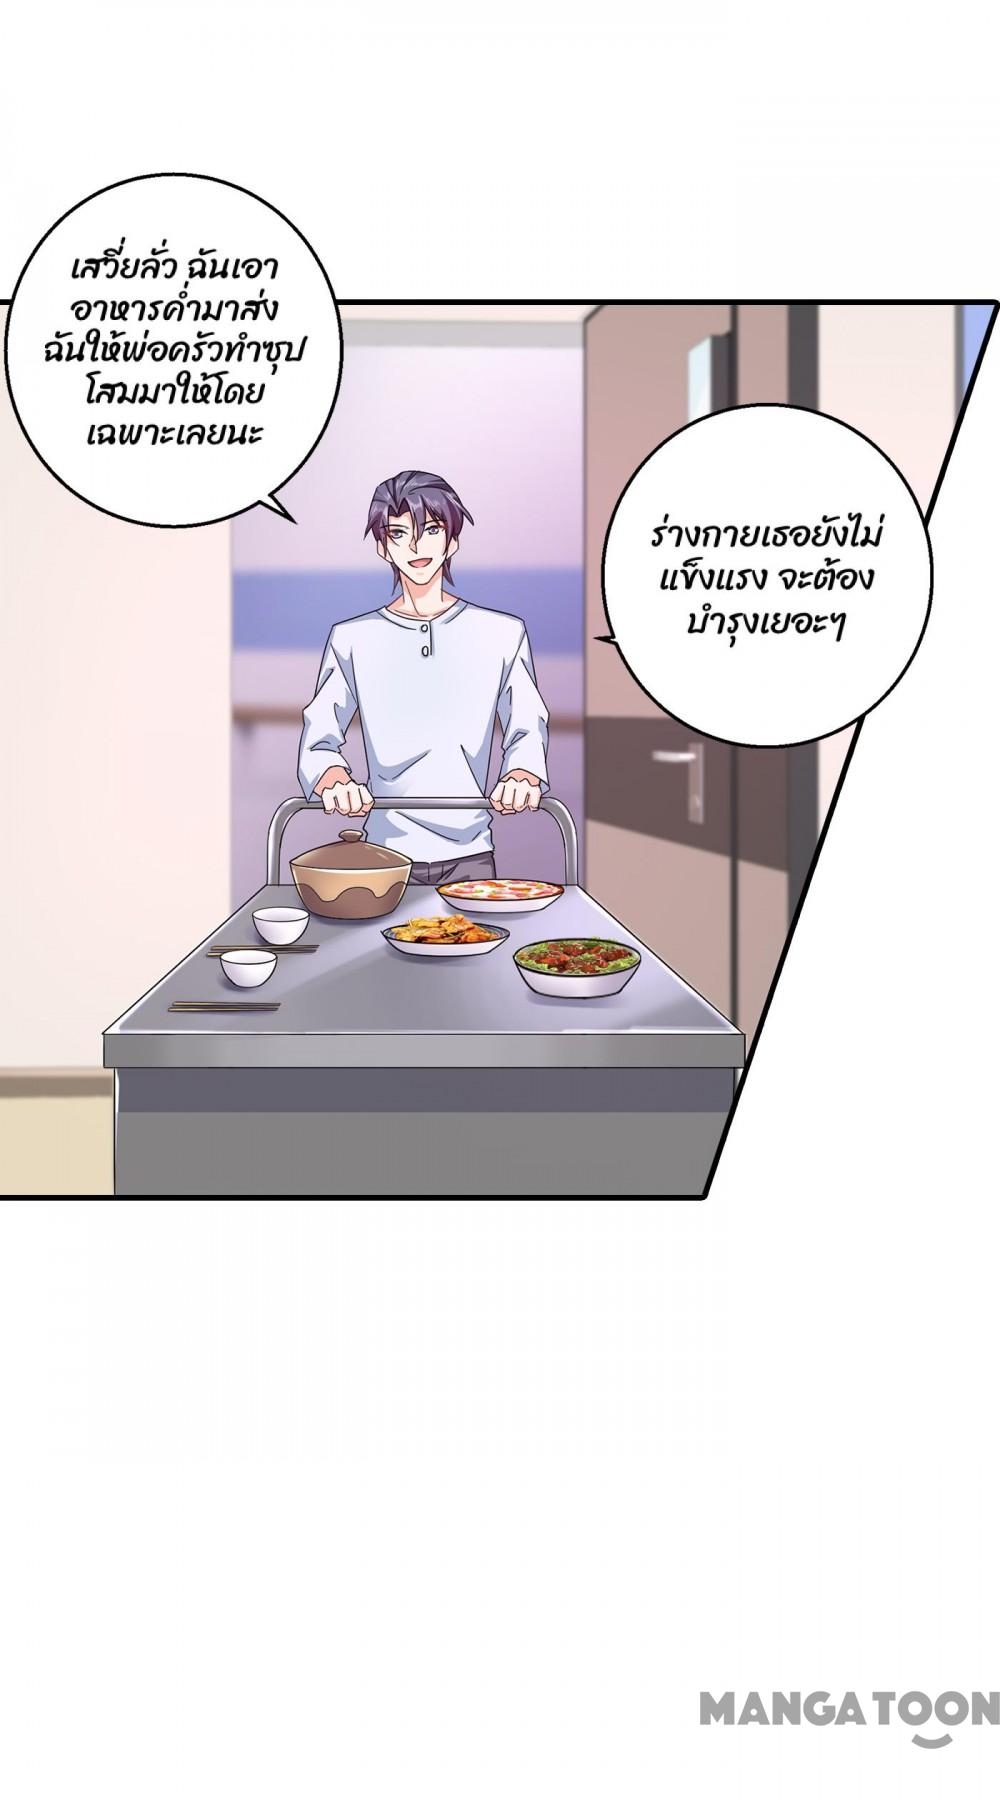 เสวี่ยลั่ว ฉันเอา
อาหารค่ำมาส่ง
ฉันให้พ่อครัวทำซุป
โสมมาให้โดย
เฉพาะเลยนะ
ร่างกายเธอยังไม่
แข็งแรง จะต้อง
บำรุงเยอะๆ
MANGATOON